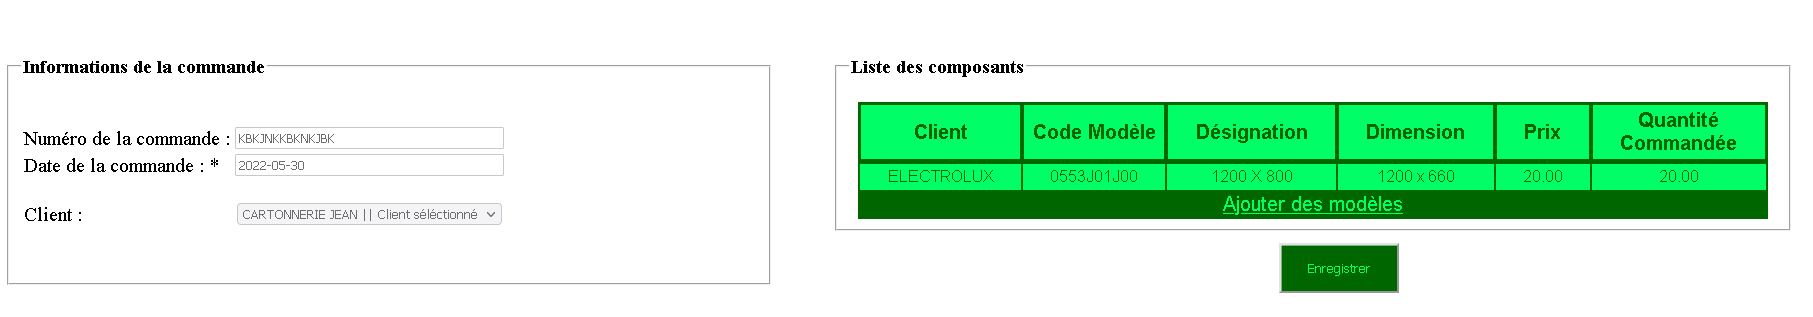 Informations de la commande
Numéro de la commande : KBKJNKKBKNKJBK
Date de la commande : * 2022-05-30
Client : CARTONNERIE JEAN || Client séléctionné
Liste des composants
Client Code Modèle Désignation Dimension Prix Quantité Commandée
ELECTROLUX 0553J01J00 1200 X 800 1200 x 660 20.00 20.00
Ajouter des modèles
Enregistrer